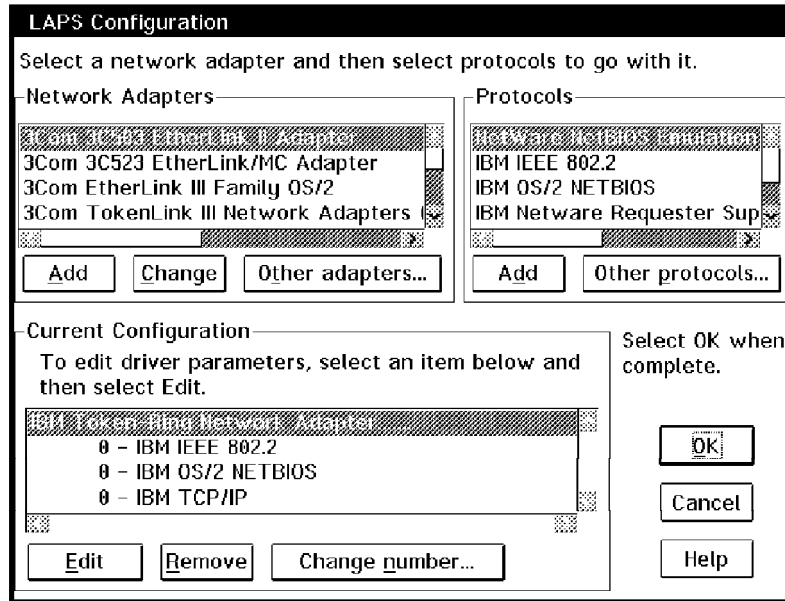 LAPS Configuration
Select a network adapter and then select protocols to go with it.
Network Adapters
3Com 3C503 EtherLink II Adapter
3Com 3C523 EtherLink/MC Adapter
3Com EtherLink III Family OS/2
3Com TokenLink III Network Adapters (
Add
Change
Other adapters...
Protocols
NetWare NetBIOS Emulation
IBM IEEE 802.2
IBM OS/2 NETBIOS
IBM Netware Requester Sup
Add
Other protocols...
Current Configuration
To edit driver parameters, select an item below and
then select Edit.
IBM Token-Ring Network Adapter
0 - IBM IEEE 802.2
0 - IBM OS/2 NETBIOS
0 - IBM TCP/IP
Edit
Remove
Change number...
Select OK when
complete.
OK
Cancel
Help